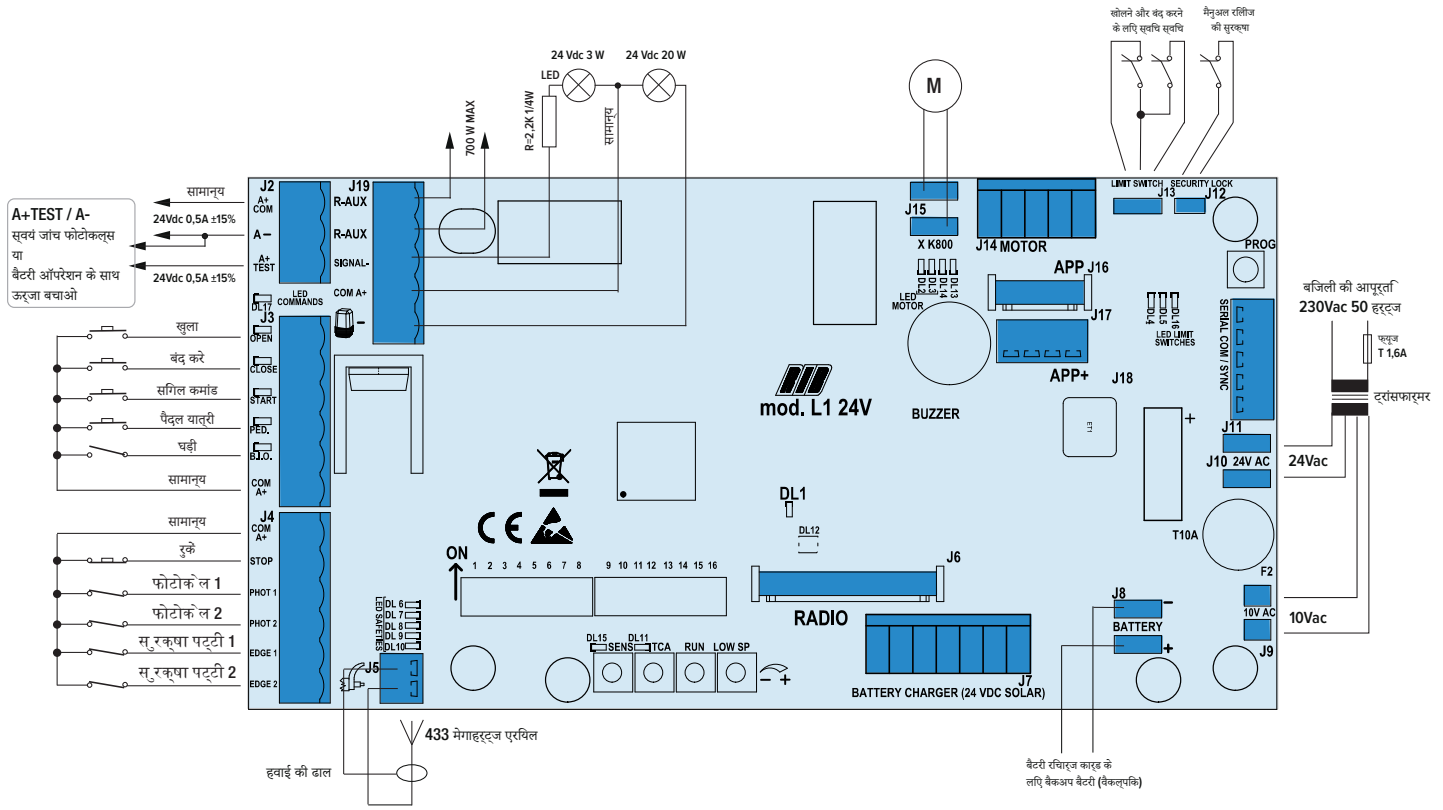 खोलने और बंद करने
के लिए स्वचि स्वचि
मैनुअल रिलीज
की सुरक्षा
24 Vdc 3 W
24 Vdc 20 W
LED
R=2,2K 1/4W
सामान्य
700 W MAX
M
सामान्य
24Vdc 0,5A ±15%
24Vdc 0,5A ±15%
A+TEST / A-
स्वयं जांच फोटोकल्स
या
बैटरी ऑपरेशन के साथ
ऊर्जा बचाओ
J2
A+
COM
A -
A+
TEST
DL17
LED
COMMANDS
J19
R-AUX
R-AUX
SIGNAL-
COM A+
-
J15
X K800
J14 MOTOR
LIMIT SWITCH
SECURITY LOCK
J13
J12
PROG
APP
J16
DL2
DL3
DL14
DL13
LED
MOTOR
J17
APP+
DL4
DL5
DL16
LED LIMIT
SWITCHES
SERIAL COM / SYNC
बिजिली की आपूर्ति
230Vac 50 हर्ट्ज
फ्यूज
T 1,6A
ट्रांसफार्मर
J3
खुला
OPEN
बंद करे
CLOSE
सगिल कमांड
START
पैदल यात्री
PED.
घड़ी
B.I.O.
सामान्य
COM
A+
mod. L1 24V
BUZZER
J18
ET1
+
J11
J10 24V AC
24Vac
T10A
F2
10V AC
10Vac
J9
J4
सामान्य
COM
A+
रुके
STOP
फोटोकेल 1
PHOT 1
फोटोकेल 2
PHOT 2
सुरक्षा पट्टी 1
EDGE 1
सुरक्षा पट्टी 2
EDGE 2
CE
ON
1 2 3 4 5 6 7 8 9 10 11 12 13 14 15 16
DL1
DL12
J6
RADIO
LED SAFETIES
DL 6
DL 7
DL 8
DL 9
DL10
J5
DL15
SENS
DL11
TCA
RUN
LOW SP
- +
J7
BATTERY CHARGER (24 VDC SOLAR)
J8
-
BATTERY
+
433 मेगाहर्ट्ज एरयिल
हवाई की ढाल
बैटरी रचिार्ज कार्ड के
लएि बैकअप बैटरी (वैकल्पकि)